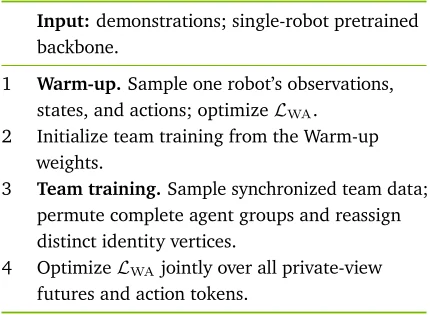 Input: demonstrations; single-robot pretrained
backbone.
1 Warm-up. Sample one robot's observations,
states, and actions; optimize ℒ_WA.
2 Initialize team training from the Warm-up
weights.
3 Team training. Sample synchronized team data;
permute complete agent groups and reassign
distinct identity vertices.
4 Optimize ℒ_WA jointly over all private-view
futures and action tokens.